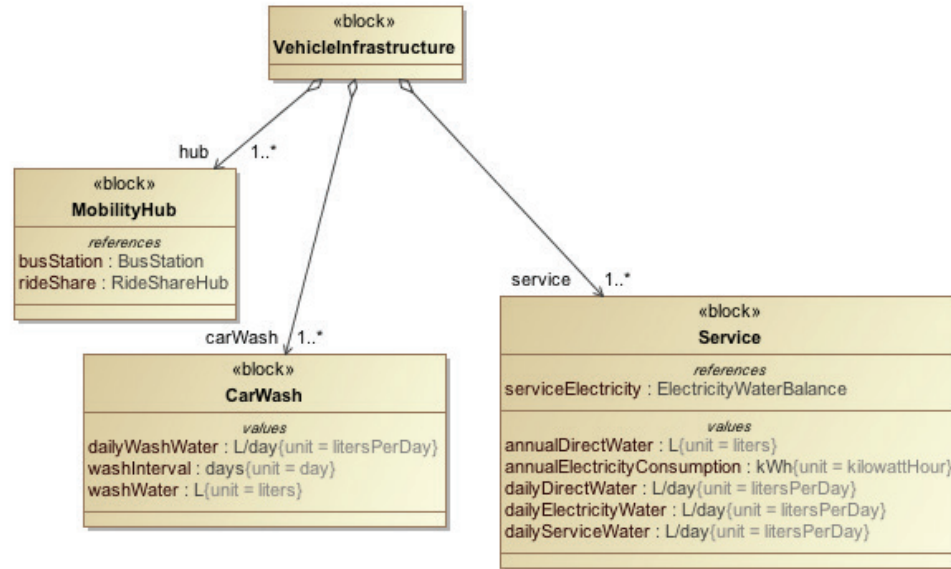 «block»
VehicleInfrastructure
hub
1..*
«block»
MobilityHub
references
busStation : BusStation
rideShare : RideShareHub
carWash
1..*
«block»
CarWash
values
dailyWashWater : L/day{unit = litersPerDay}
washInterval : days{unit = day}
washWater : L{unit = liters}
service
1..*
«block»
Service
references
serviceElectricity : ElectricityWaterBalance
values
annualDirectWater : L{unit = liters}
annualElectricityConsumption : kWh{unit = kilowattHour}
dailyDirectWater : L/day{unit = litersPerDay}
dailyElectricityWater : L/day{unit = litersPerDay}
dailyServiceWater : L/day{unit = litersPerDay}